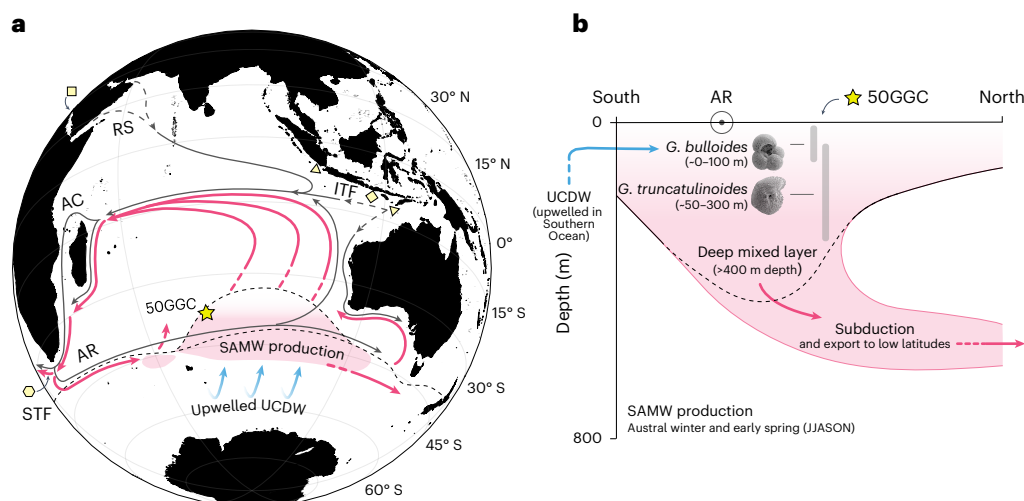 a
30° N
RS
15° N
ITF
AC
0°
50GGC
15° S
AR
SAMW production
30° S
STF
Upwelled UCDW
45° S
60° S
b
South
AR
50GGC
North
0
G. bulloides
(~0–100 m)
UCDW
(upwelled in
Southern
Ocean)
G. truncatulinoides
(~50–300 m)
Depth (m)
Deep mixed layer
(>400 m depth)
Subduction
and export to low latitudes
SAMW production
Austral winter and early spring (JJASON)
800